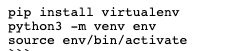 pip install virtualenv
python3 -m venv env
source env/bin/activate